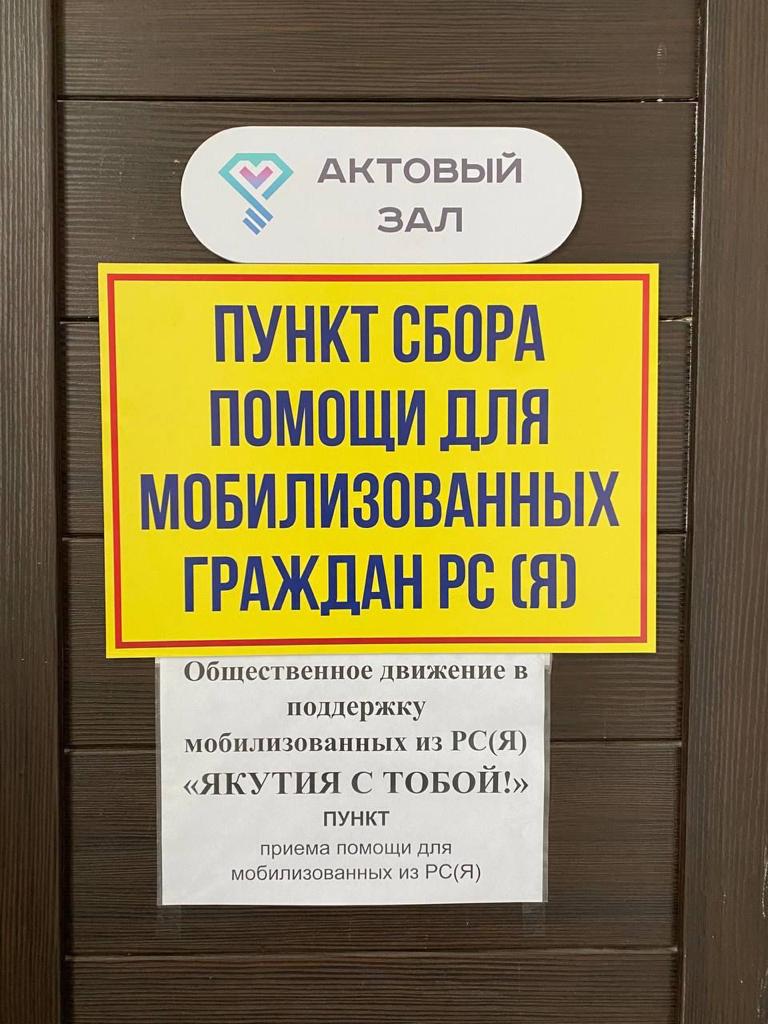 АКТОВЫЙ
ЗАЛ
ПУНКТ СБОРА
ПОМОЩИ ДЛЯ
МОБИЛИЗОВАННЫХ
ГРАЖДАН РС (Я)
Общественное движение в
поддержку
мобилизованных из РС(Я)
«ЯКУТИЯ С ТОБОЙ!»
ПУНКТ
приема помощи для
мобилизованных из РС(Я)